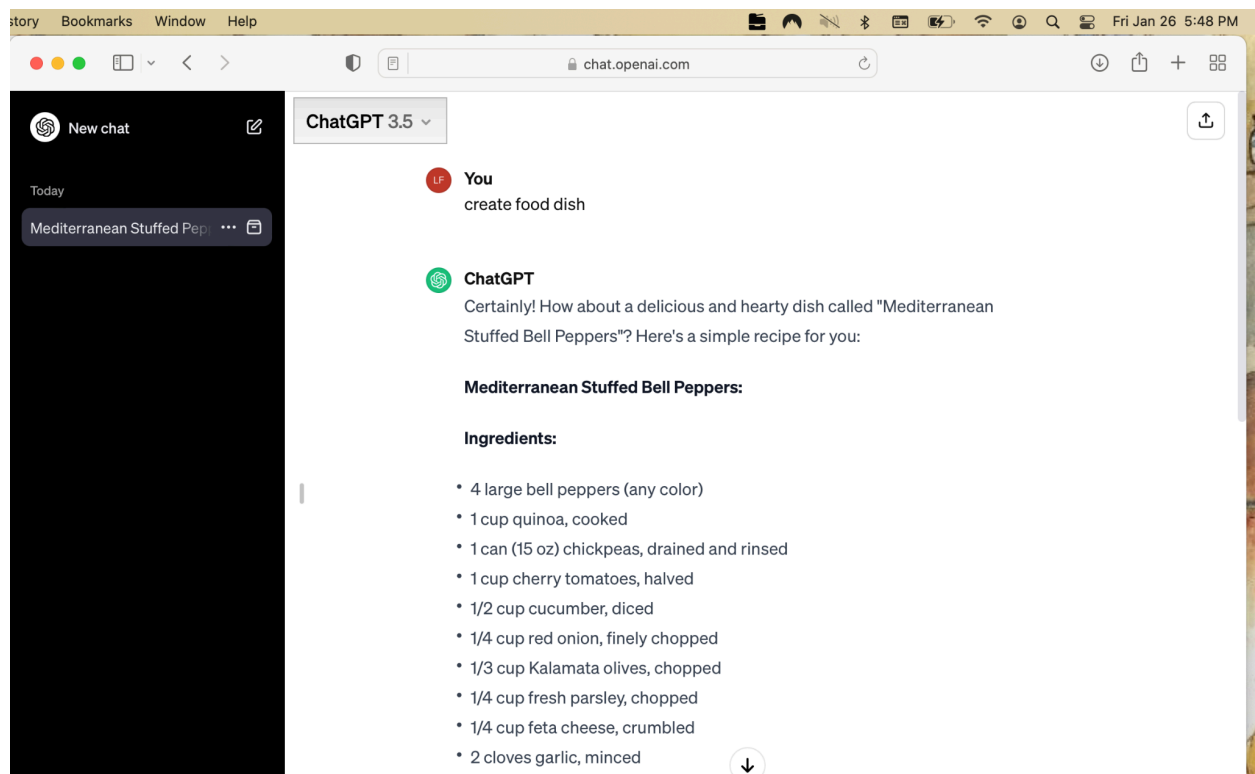 story Bookmarks Window Help Fri Jan 26 5:48 PM
chat.openai.com
New chat
ChatGPT 3.5
Today
Mediterranean Stuffed Pep
LF You
create food dish
ChatGPT
Certainly! How about a delicious and hearty dish called "Mediterranean
Stuffed Bell Peppers"? Here's a simple recipe for you:
Mediterranean Stuffed Bell Peppers:
Ingredients:
• 4 large bell peppers (any color)
• 1 cup quinoa, cooked
• 1 can (15 oz) chickpeas, drained and rinsed
• 1 cup cherry tomatoes, halved
• 1/2 cup cucumber, diced
• 1/4 cup red onion, finely chopped
• 1/3 cup Kalamata olives, chopped
• 1/4 cup fresh parsley, chopped
• 1/4 cup feta cheese, crumbled
• 2 cloves garlic, minced